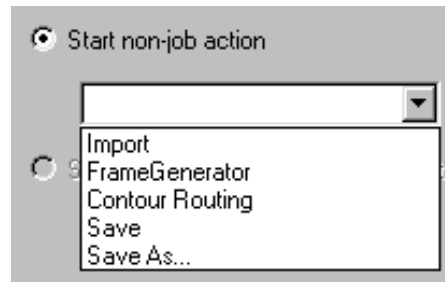 Start non-job action
Import
FrameGenerator
Contour Routing
Save
Save As...